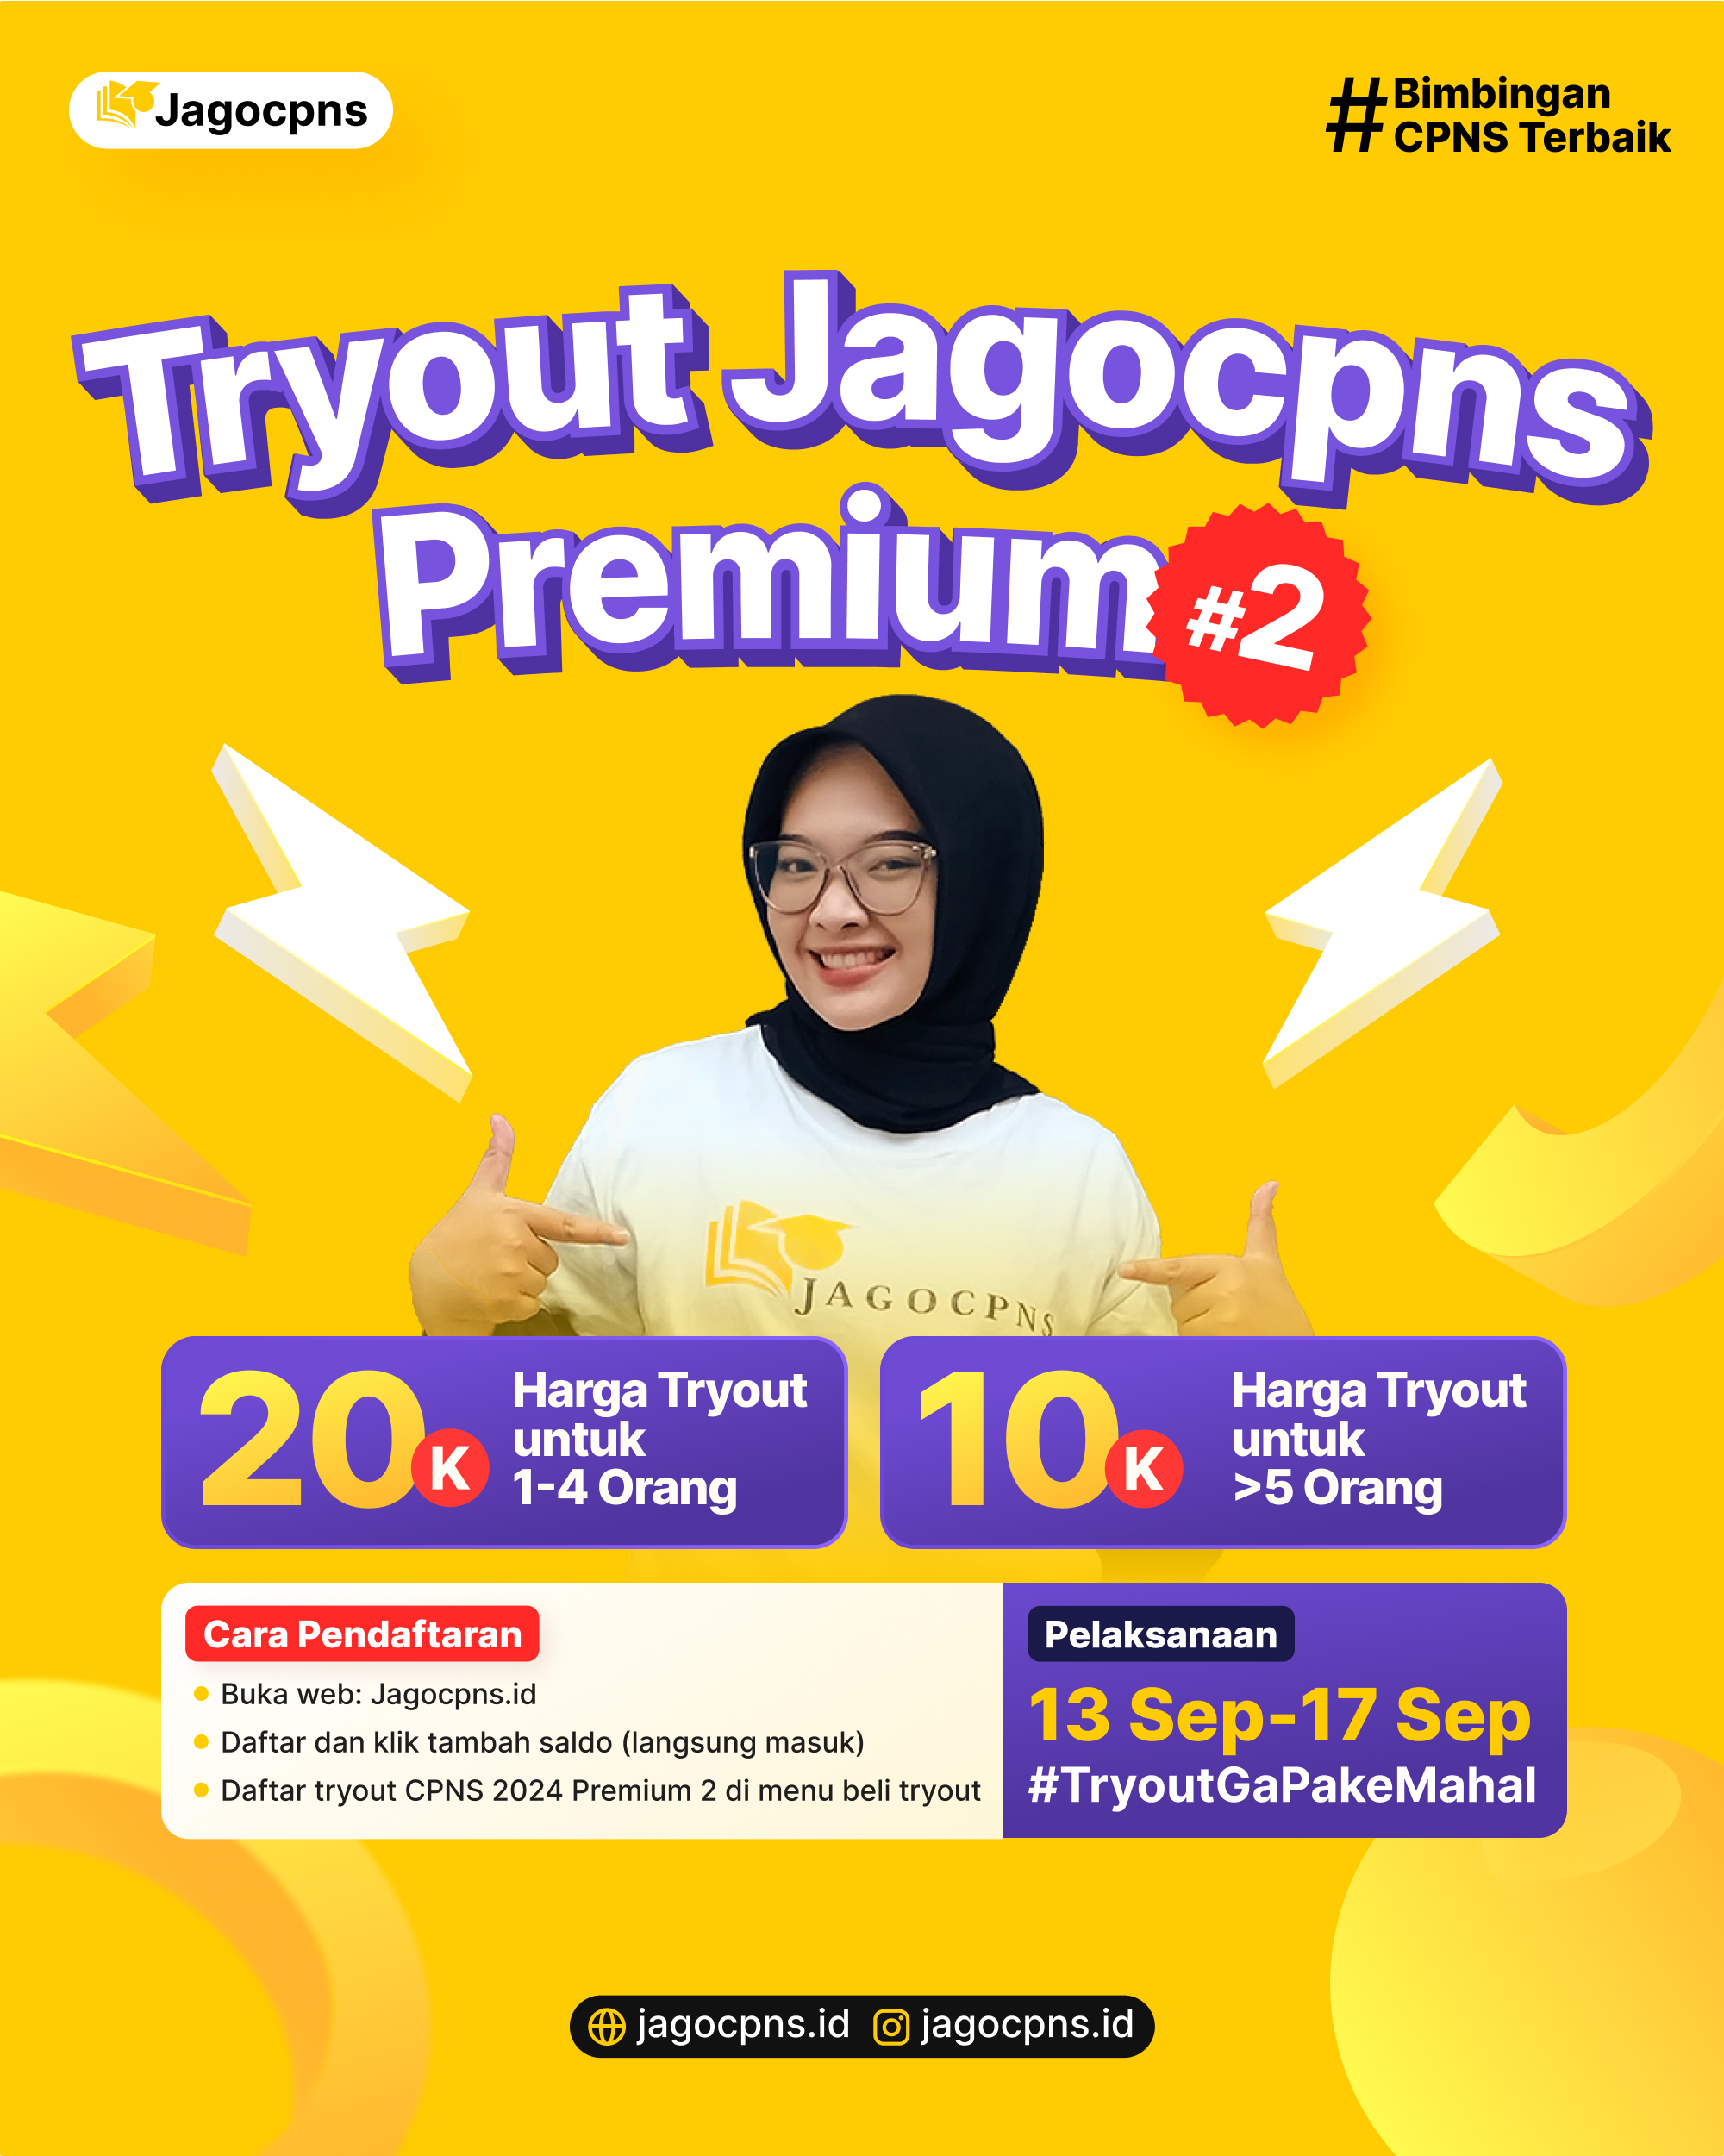 Jagocpns
#Bimbingan
CPNS Terbaik
Tryout Jagocpns
Premium #2
JAGOCPNS
20K
Harga Tryout
untuk
1-4 Orang
10K
Harga Tryout
untuk
>5 Orang
Cara Pendaftaran
Buka web: Jagocpns.id
Daftar dan klik tambah saldo (langsung masuk)
Daftar tryout CPNS 2024 Premium 2 di menu beli tryout
Pelaksanaan
13 Sep-17 Sep
#TryoutGaPakeMahal
jagocpns.id jagocpns.id